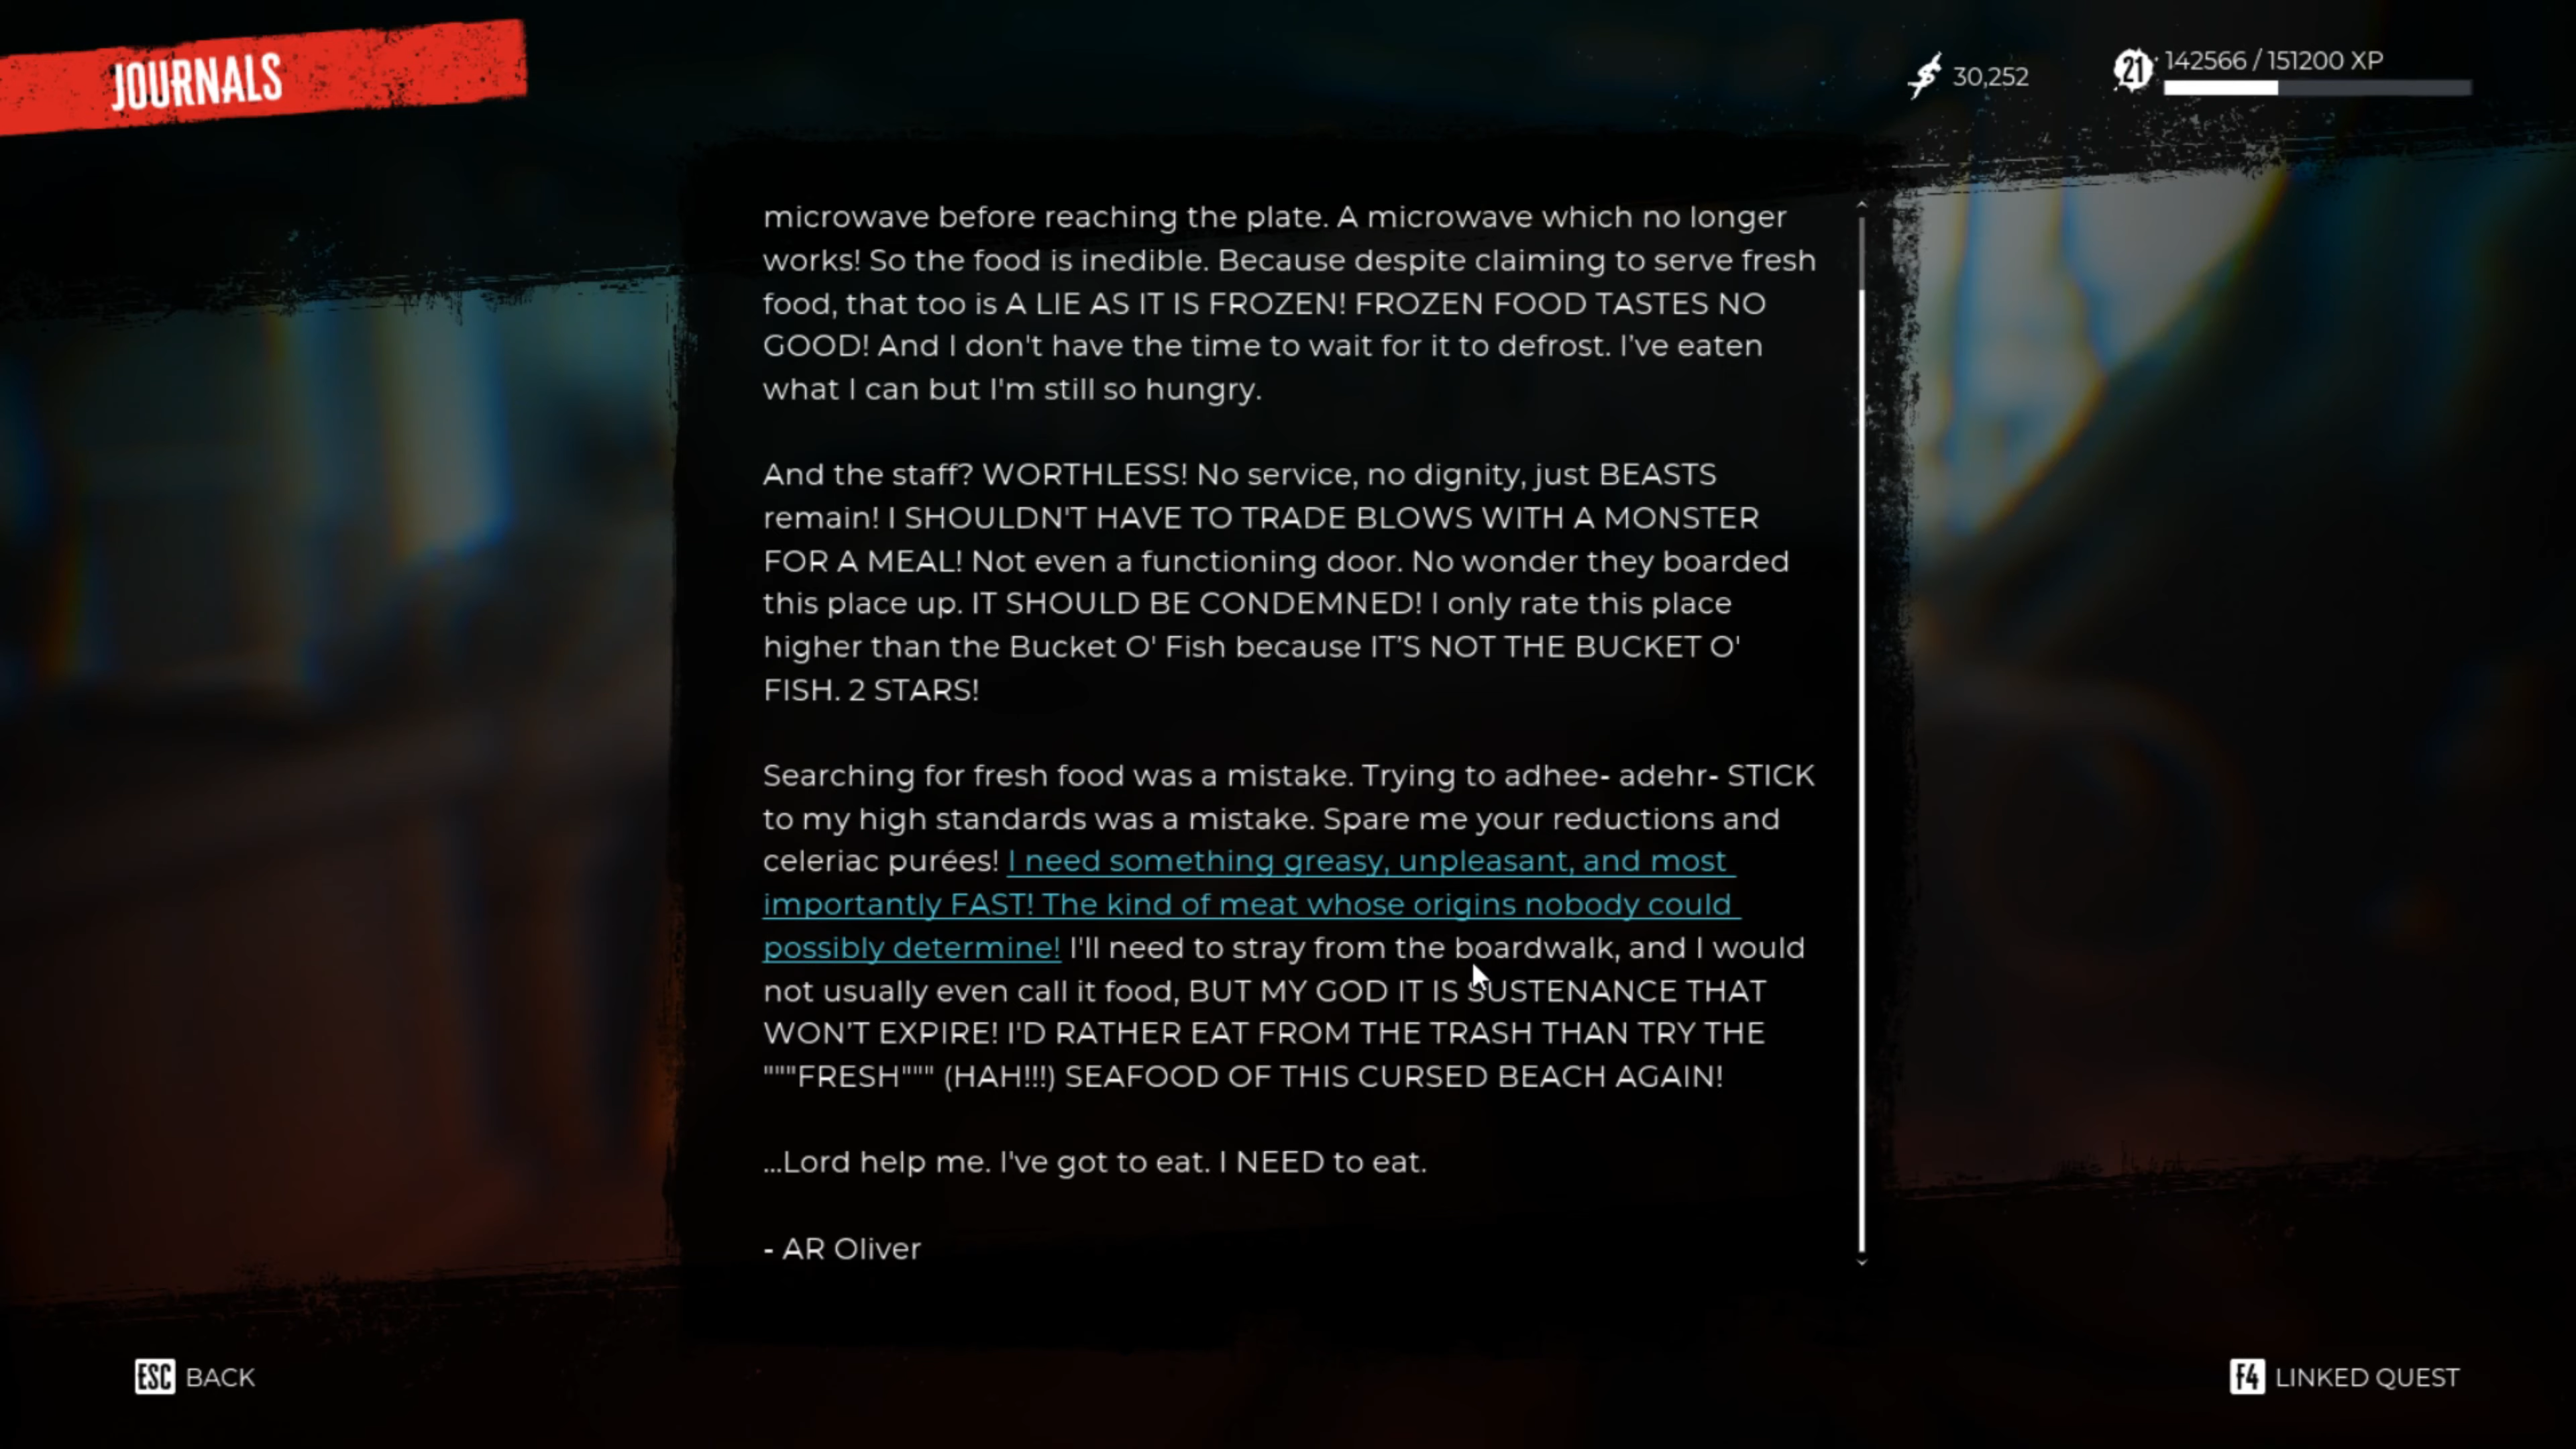 JOURNALS
30,252
21
142566 / 151200 XP
microwave before reaching the plate. A microwave which no longer
works! So the food is inedible. Because despite claiming to serve fresh
food, that too is A LIE AS IT IS FROZEN! FROZEN FOOD TASTES NO
GOOD! And I don't have the time to wait for it to defrost. I’ve eaten
what I can but I'm still so hungry.
And the staff? WORTHLESS! No service, no dignity, just BEASTS
remain! I SHOULDN'T HAVE TO TRADE BLOWS WITH A MONSTER
FOR A MEAL! Not even a functioning door. No wonder they boarded
this place up. IT SHOULD BE CONDEMNED! I only rate this place
higher than the Bucket O' Fish because IT’S NOT THE BUCKET O'
FISH. 2 STARS!
Searching for fresh food was a mistake. Trying to adhee- adehr- STICK
to my high standards was a mistake. Spare me your reductions and
celeriac purées! I need something greasy, unpleasant, and most
importantly FAST! The kind of meat whose origins nobody could
possibly determine! I'll need to stray from the boardwalk, and I would
not usually even call it food, BUT MY GOD IT IS SUSTENANCE THAT
WON’T EXPIRE! I'D RATHER EAT FROM THE TRASH THAN TRY THE
"""FRESH""" (HAH!!!) SEAFOOD OF THIS CURSED BEACH AGAIN!
...Lord help me. I've got to eat. I NEED to eat.
- AR Oliver
ESC BACK
F4 LINKED QUEST